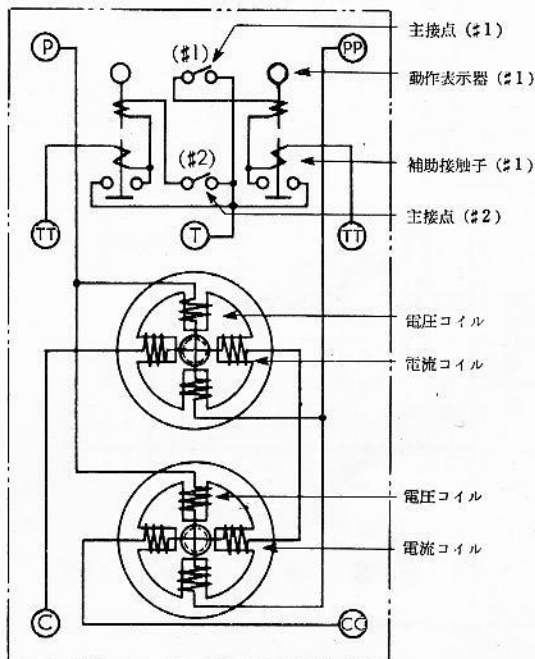 P
PP
主接点 (♯1)
(♯1)
動作表示器 (♯1)
補助接触子 (♯1)
(♯2)
主接点 (♯2)
TT
T
TT
電圧コイル
電流コイル
電圧コイル
電流コイル
C
CC